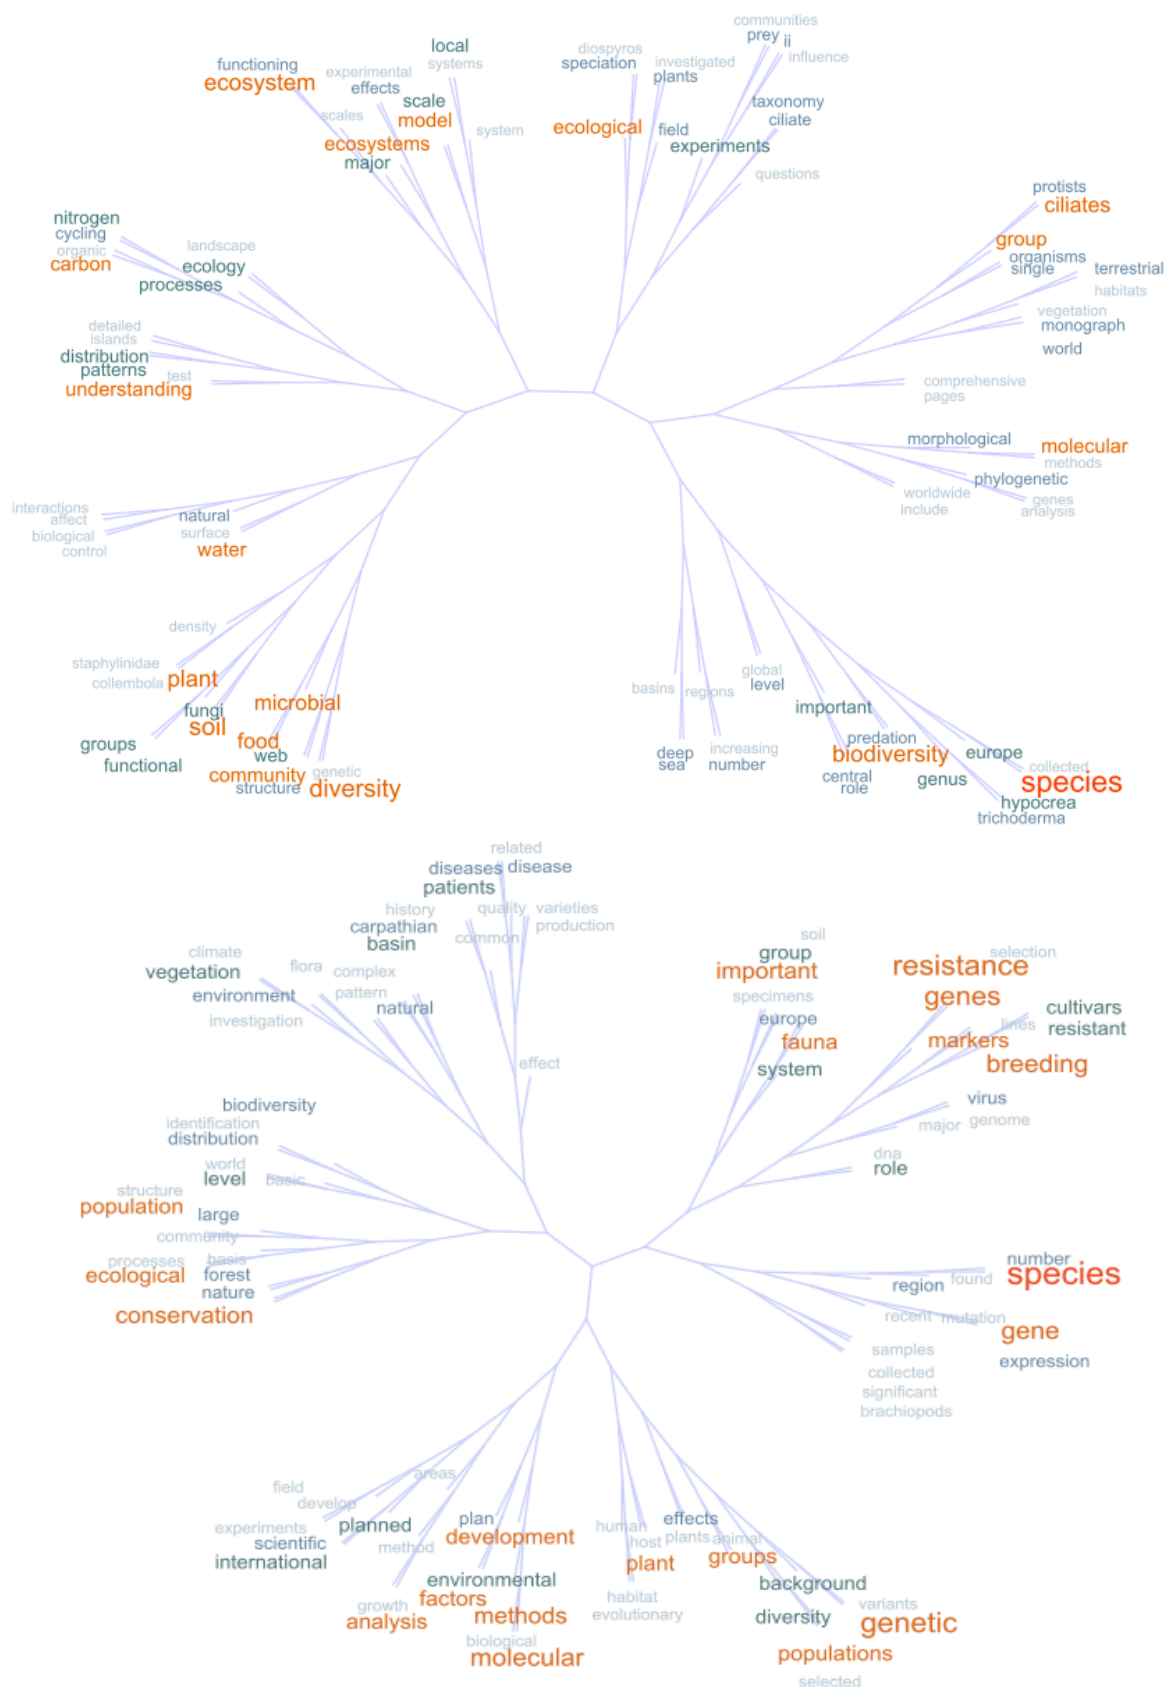 communities
prey ii
influence
local
systems
diospyros
speciation
investigated
plants
functioning
ecosystem
experimental
effects
scale
model
scales
system
ecosystems
major
taxonomy
ciliate
ecological
field
experiments
questions
protists
ciliates
group
organisms
single
terrestrial
habitats
vegetation
monograph
world
nitrogen
cycling
organic
carbon
landscape
ecology
processes
detailed
islands
distribution
patterns
understanding
test
comprehensive
pages
morphological
molecular
methods
phylogenetic
worldwide
include
genes
analysis
interactions
affect
biological
control
natural
surface
water
density
staphylinidae
collembola
plant
fungi
soil
groups
functional
microbial
food
web
community
structure
genetic
diversity
basins
regions
global
level
important
deep
sea
increasing
number
predation
biodiversity
central
role
genus
europe
collected
species
hypocrea
trichoderma
related
diseases disease
patients
history
carpathian
basin
quality
common
varieties
production
climate
vegetation
environment
investigation
flora
complex
pattern
natural
effect
soil
group
important
specimens
europe
fauna
system
selection
resistance
genes
cultivars
lines
resistant
markers
breeding
virus
major
genome
dna
role
biodiversity
identification
distribution
world
level
basic
structure
population
large
community
processes
basis
ecological
forest
nature
conservation
number
species
region
found
recent
mutation
gene
expression
samples
collected
significant
brachiopods
areas
field
develop
experiments
scientific
international
planned
method
plan
development
environmental
growth
factors
analysis
methods
biological
molecular
human
host
plant
habitat
evolutionary
effects
plants
animal
groups
background
diversity
variants
genetic
populations
selected